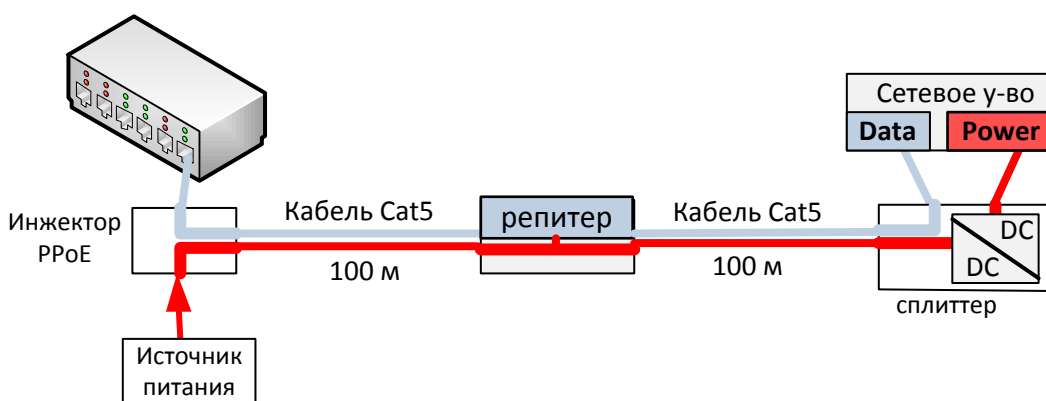 Сетевое у-во
Data
Power
Инжектор
PPoE
Кабель Cat5
100 м
репитер
Кабель Cat5
100 м
DC
DC
сплиттер
Источник
питания